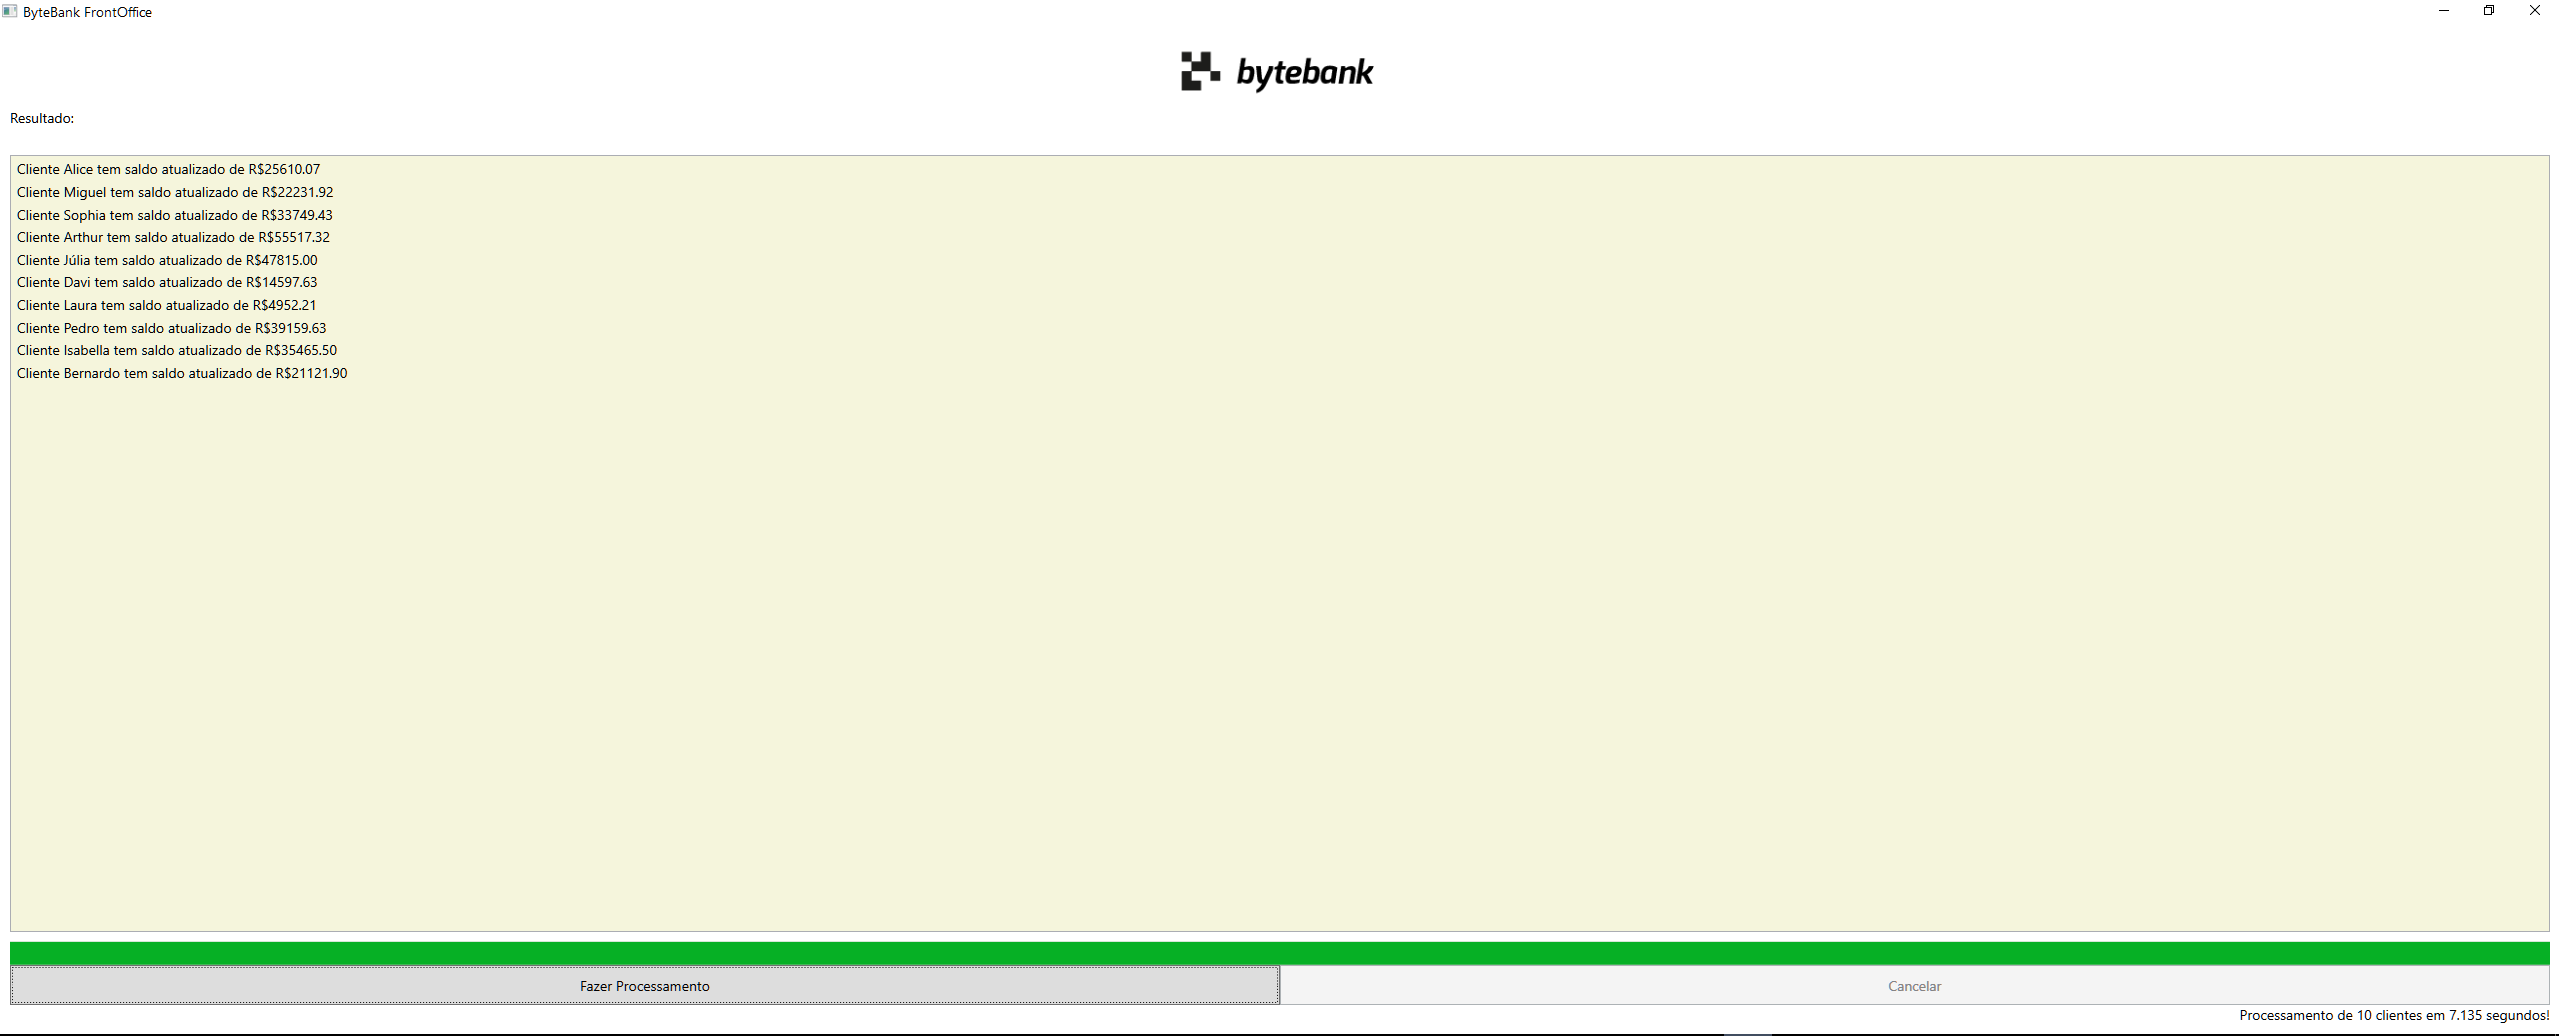 ByteBank FrontOffice
bytebank
Resultado:
Cliente Alice tem saldo atualizado de R$25610.07
Cliente Miguel tem saldo atualizado de R$22231.92
Cliente Sophia tem saldo atualizado de R$33749.43
Cliente Arthur tem saldo atualizado de R$55517.32
Cliente Júlia tem saldo atualizado de R$47815.00
Cliente Davi tem saldo atualizado de R$14597.63
Cliente Laura tem saldo atualizado de R$4952.21
Cliente Pedro tem saldo atualizado de R$39159.63
Cliente Isabella tem saldo atualizado de R$35465.50
Cliente Bernardo tem saldo atualizado de R$21121.90
Fazer Processamento
Cancelar
Processamento de 10 clientes em 7.135 segundos!